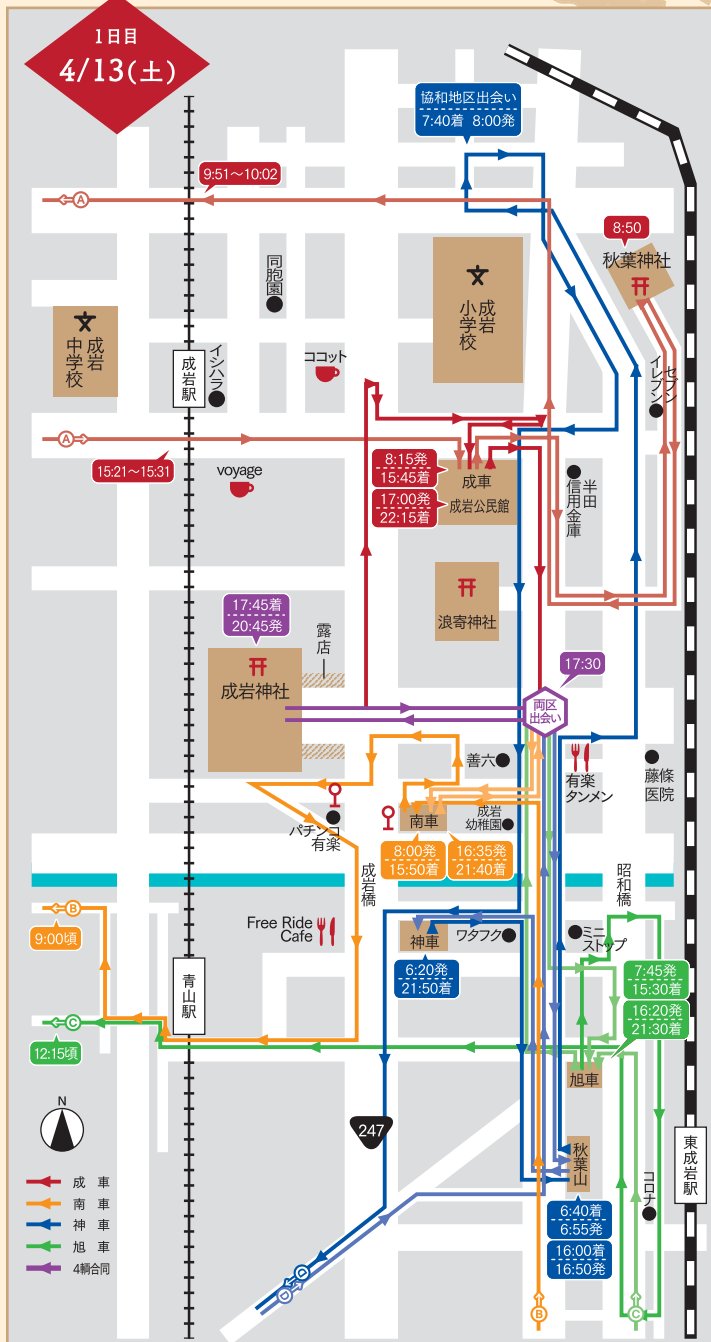 1日目
4/13(土)
協和地区出会い
7:40着 8:00発
9:51〜10:02
A
8:50
秋葉神社
同胞園
成岩小学校
成岩中学校
成岩駅
イシハラ
ココット
セブンイレブン
A
15:21〜15:31
voyage
8:15発
15:45着
17:00発
22:15着
成車
成岩公民館
半田信用金庫
浪寄神社
17:45着
20:45発
露店
成岩神社
17:30
両区
出会い
善六
有楽
タンメン
藤條
医院
パチンコ
有楽
南車
成岩
幼稚園
8:00発
15:50着
16:35発
21:40着
成岩橋
昭和橋
B
9:00頃
Free Ride
Cafe
神車
ワタフク
ミニ
ストップ
6:20発
21:50着
7:45発
15:30着
16:20発
21:30着
青山駅
C
12:15頃
旭車
N
247
秋葉山
東成岩駅
コロナ
6:40着
6:55発
16:00着
16:50発
成車
南車
神車
旭車
4輌合同
D
D
B
C